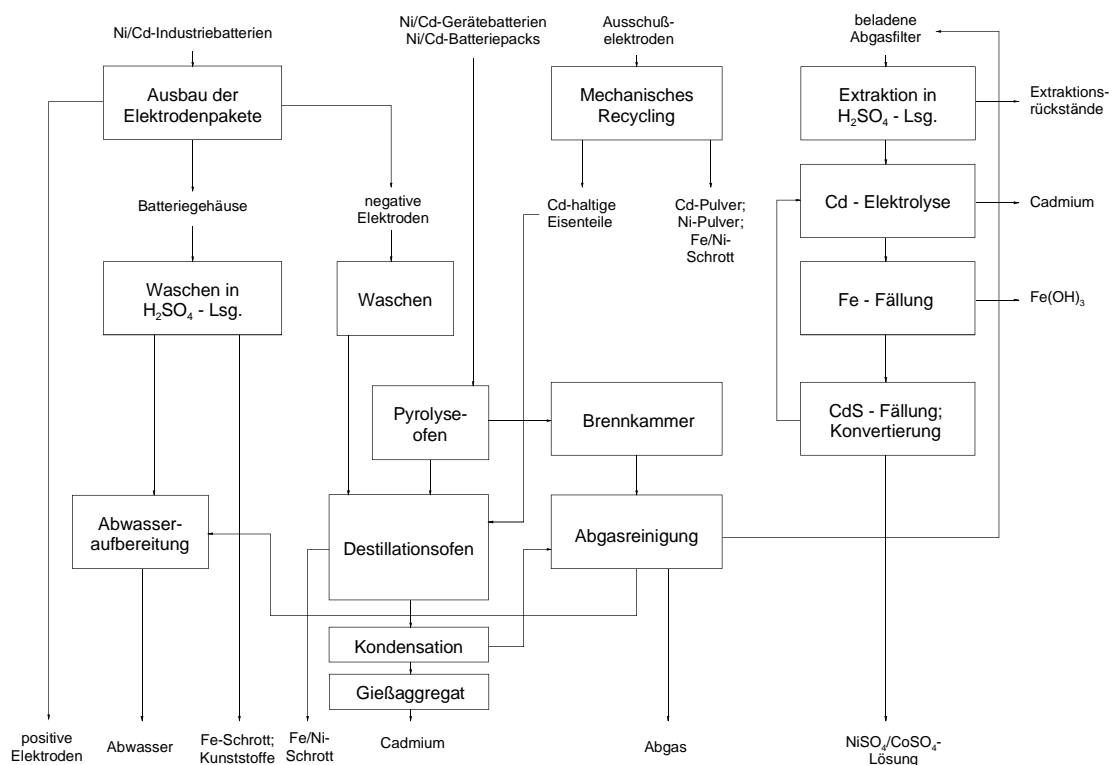 Ni/Cd-Industriebatterien
Ni/Cd-Gerätebatterien
Ni/Cd-Batteriepacks
Ausschuß-
elektroden
beladene
Abgasfilter
Ausbau der
Elektrodenpakete
Mechanisches
Recycling
Extraktion in
H₂SO₄ - Lsg.
Extraktions-
rückstände
Batteriegehäuse
negative
Elektroden
Cd-haltige
Eisenteile
Cd-Pulver;
Ni-Pulver;
Fe/Ni-
Schrott
Cd - Elektrolyse
Cadmium
Waschen in
H₂SO₄ - Lsg.
Waschen
Fe - Fällung
Fe(OH)₃
Pyrolyse-
ofen
Brennkammer
CdS - Fällung;
Konvertierung
Abwasser-
aufbereitung
Destillationsofen
Abgasreinigung
Kondensation
Gießaggregat
positive
Elektroden
Abwasser
Fe-Schrott;
Kunststoffe
Fe/Ni-
Schrott
Cadmium
Abgas
NiSO₄/CoSO₄-
Lösung